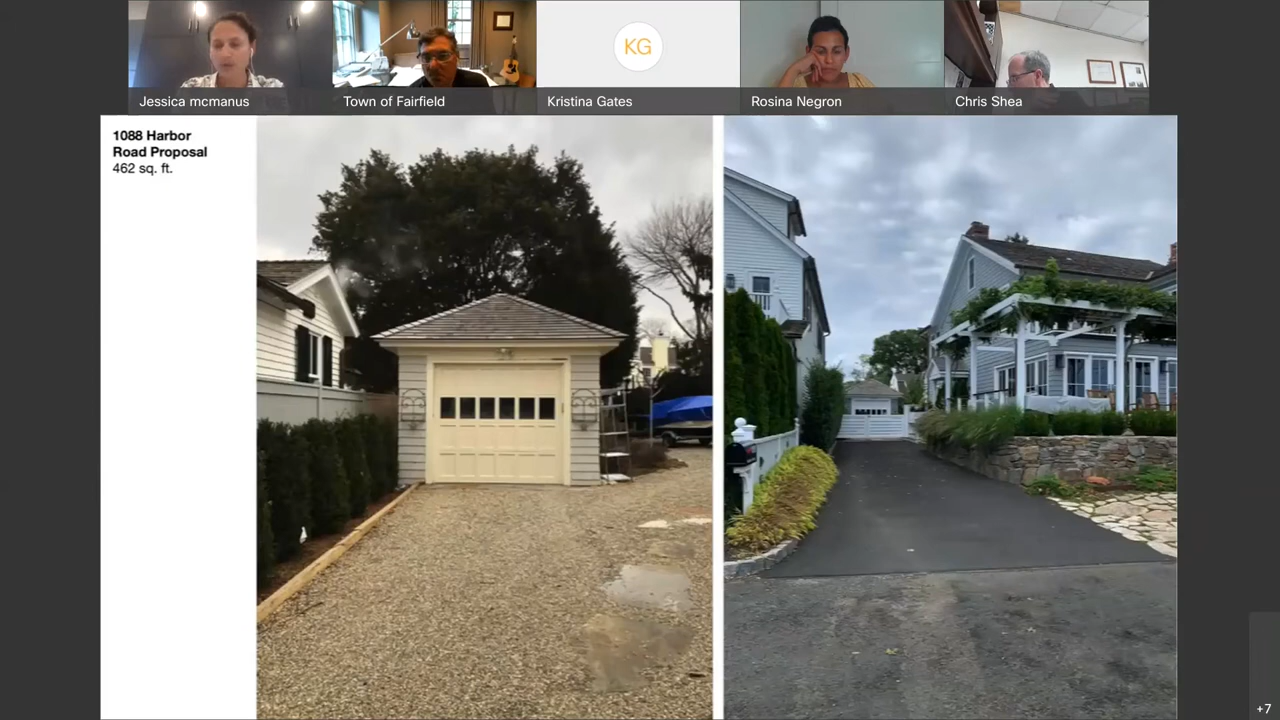 KG
Jessica mcmanus
Town of Fairfield
Kristina Gates
Rosina Negron
Chris Shea
1088 Harbor
Road Proposal
462 sq. ft.
+7